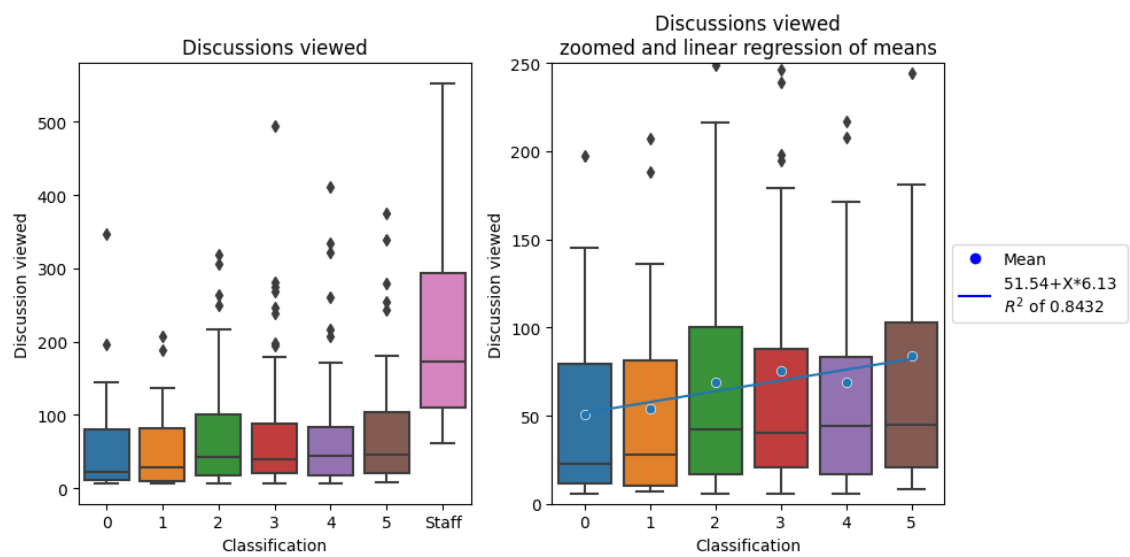 Discussions viewed
500
400
300
200
100
0
Discussion viewed
0 1 2 3 4 5 Staff
Classification
Discussions viewed
zoomed and linear regression of means
250
200
150
100
50
0
Discussion viewed
0 1 2 3 4 5
Classification
Mean
51.54+X*6.13
R² of 0.8432